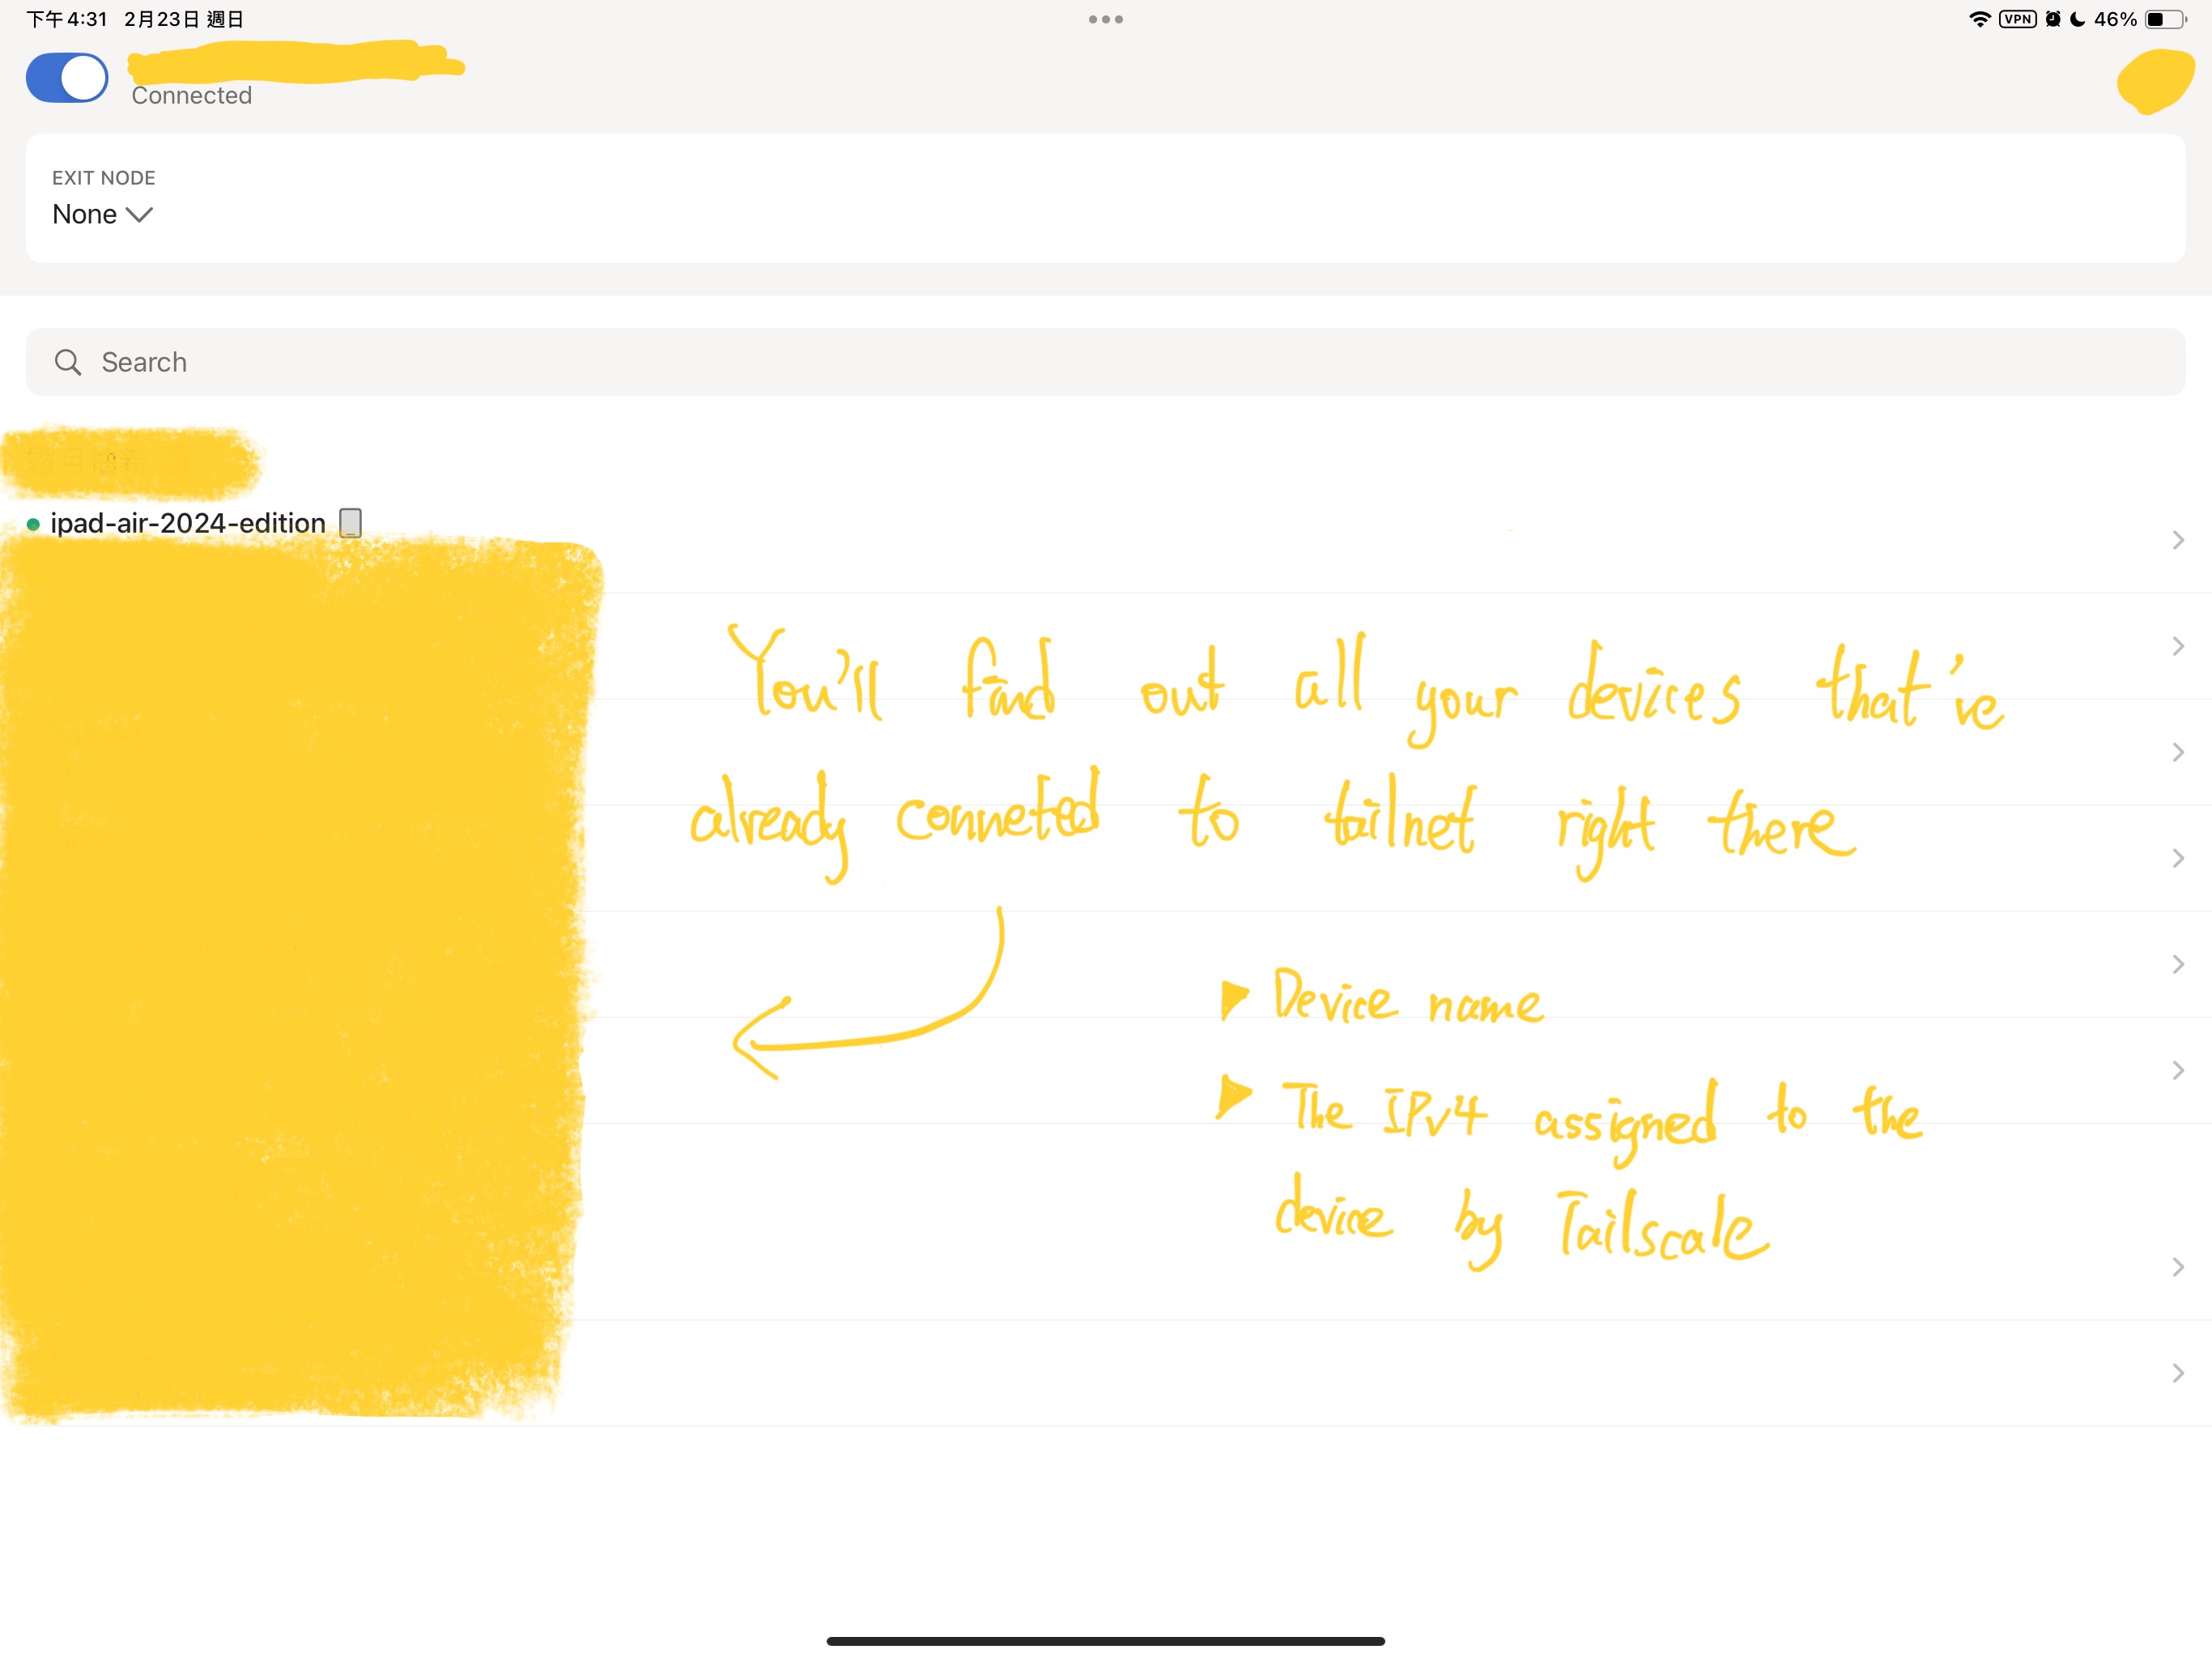 下午4:31 2月23日 週日
VPN 46%
Connected
EXIT NODE
None
Search
ipad-air-2024-edition
You'll find out all your devices that've
already conneted to tailnet right there
Device name
The IPv4 assigned to the
device by Tailscale